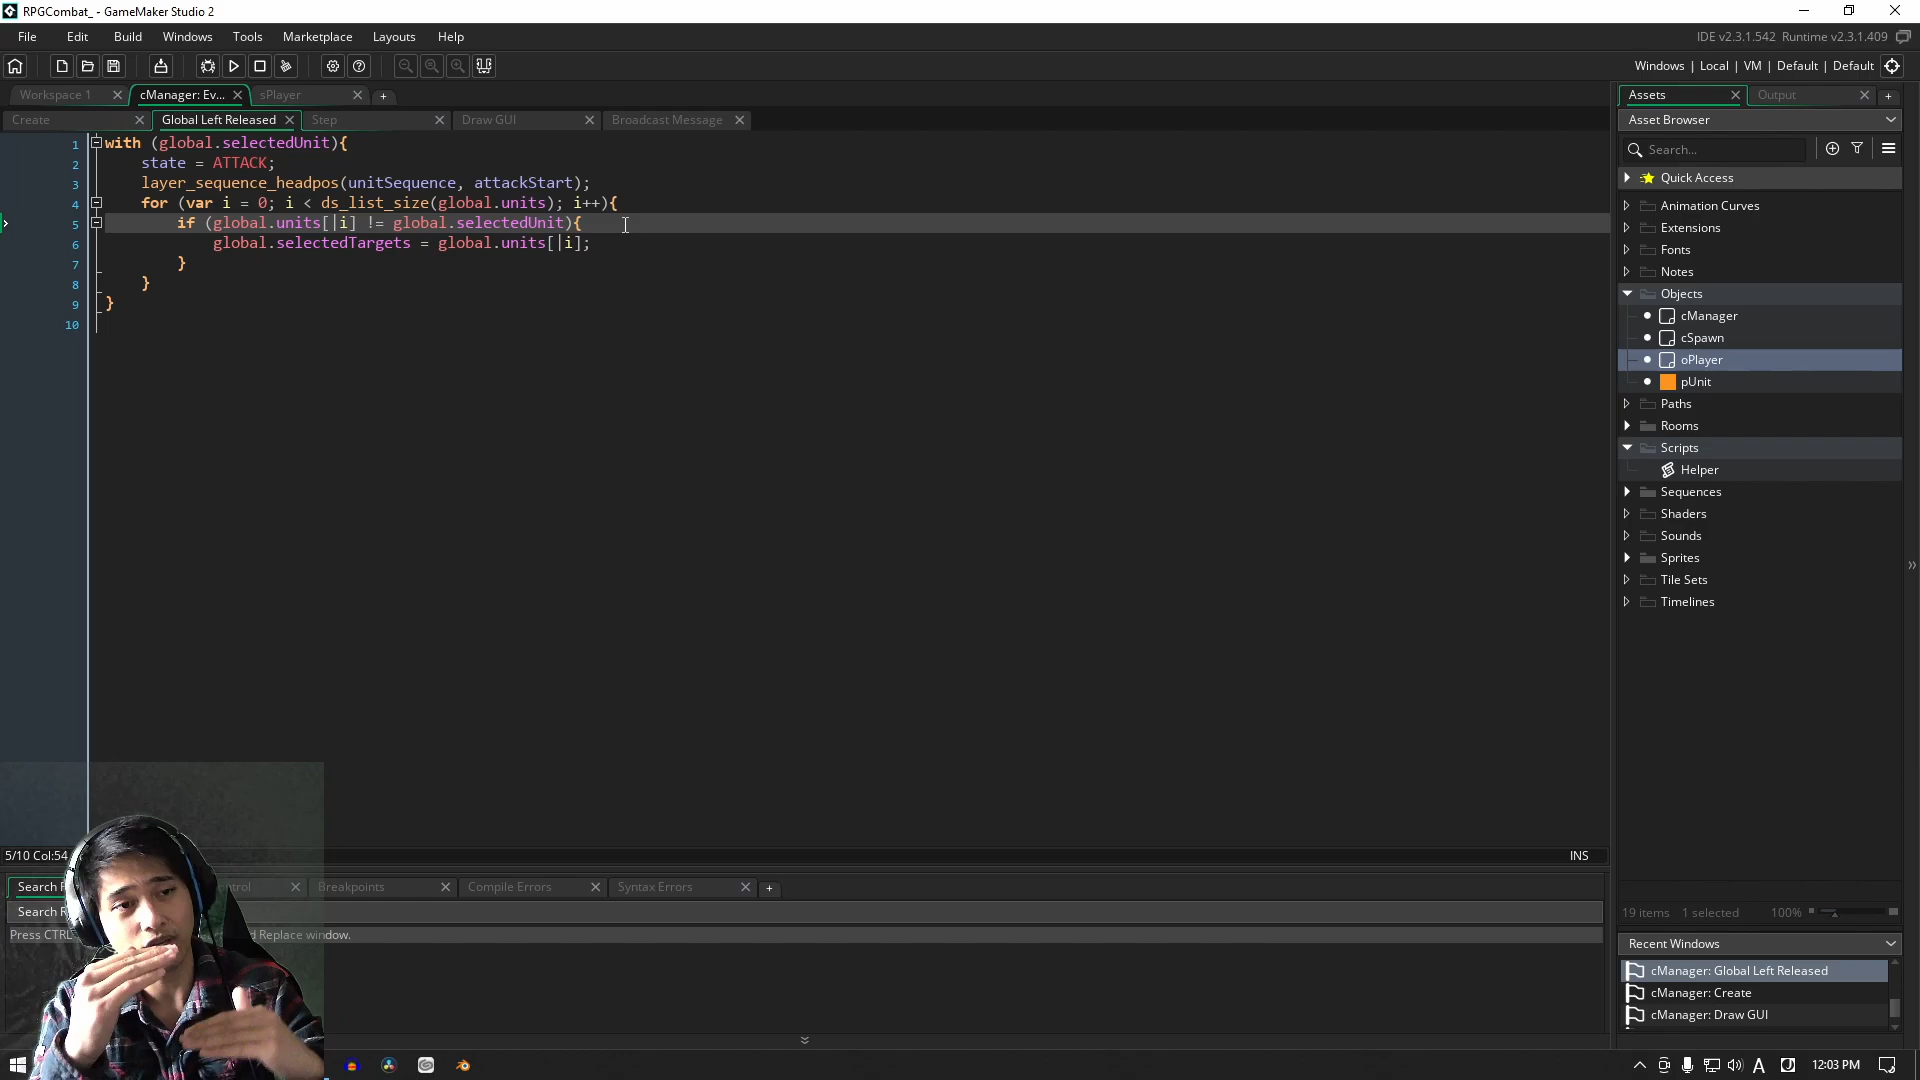 RPGCombat_ - GameMaker Studio 2
File Edit Build Windows Tools Marketplace Layouts Help
IDE v2.3.1.542 Runtime v2.3.1.409
Windows | Local | VM | Default | Default
Workspace 1 cManager: Ev... sPlayer
Create Global Left Released Step Draw GUI Broadcast Message
1 with (global.selectedUnit){
2 state = ATTACK;
3 layer_sequence_headpos(unitSequence, attackStart);
4 for (var i = 0; i < ds_list_size(global.units); i++){
5 if (global.units[|i] != global.selectedUnit){
6 global.selectedTargets = global.units[|i];
7 }
8 }
9 }
10
5/10 Col:54
INS
Search R
ntrol
Breakpoints
Compile Errors
Syntax Errors
Search R
Press CTRL
d Replace window.
Assets Output
Asset Browser
Search...
Quick Access
Animation Curves
Extensions
Fonts
Notes
Objects
cManager
cSpawn
oPlayer
pUnit
Paths
Rooms
Scripts
Helper
Sequences
Shaders
Sounds
Sprites
Tile Sets
Timelines
19 items 1 selected 100%
Recent Windows
cManager: Global Left Released
cManager: Create
cManager: Draw GUI
A
12:03 PM